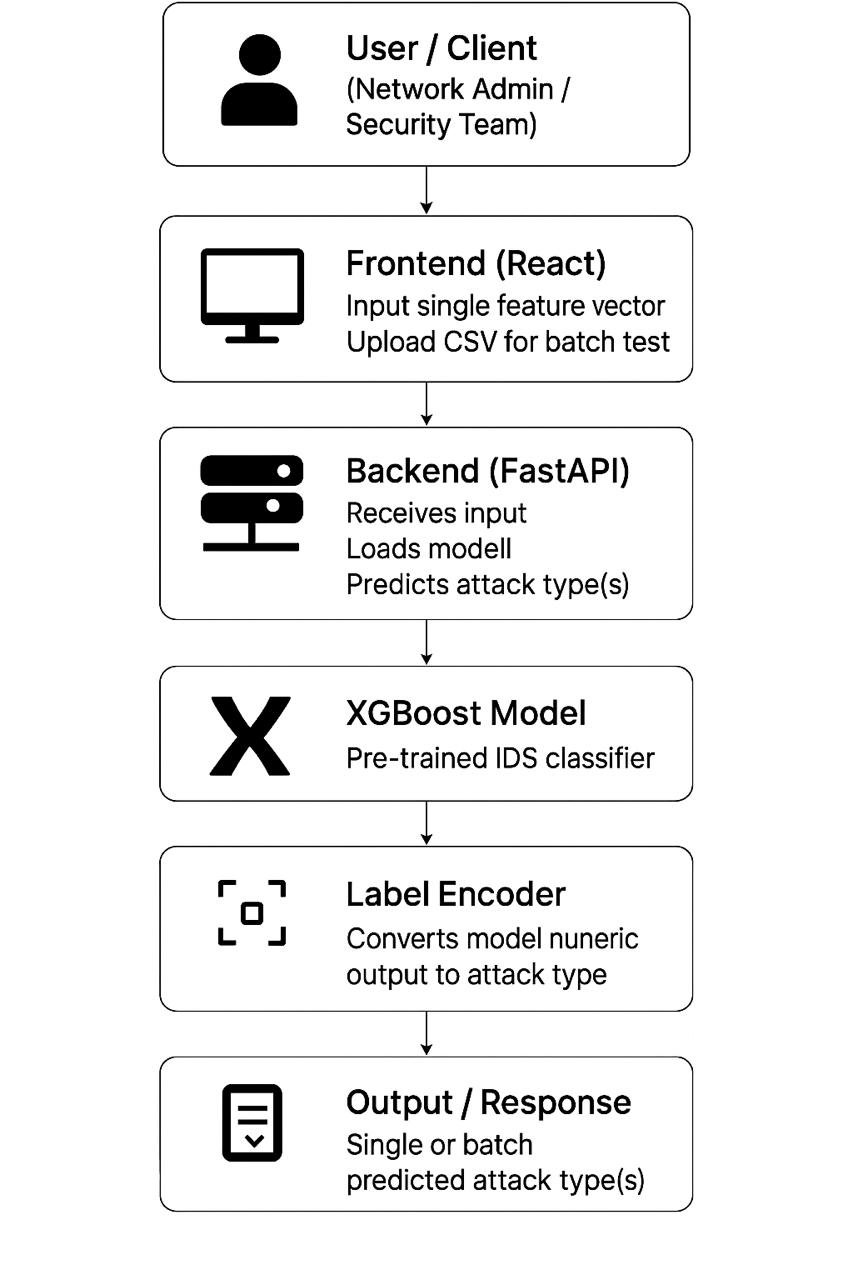 User / Client
(Network Admin /
Security Team)
Frontend (React)
Input single feature vector
Upload CSV for batch test
Backend (FastAPI)
Receives input
Loads modell
Predicts attack type(s)
XGBoost Model
Pre-trained IDS classifier
Label Encoder
Converts model nuneric
output to attack type
Output / Response
Single or batch
predicted attack type(s)